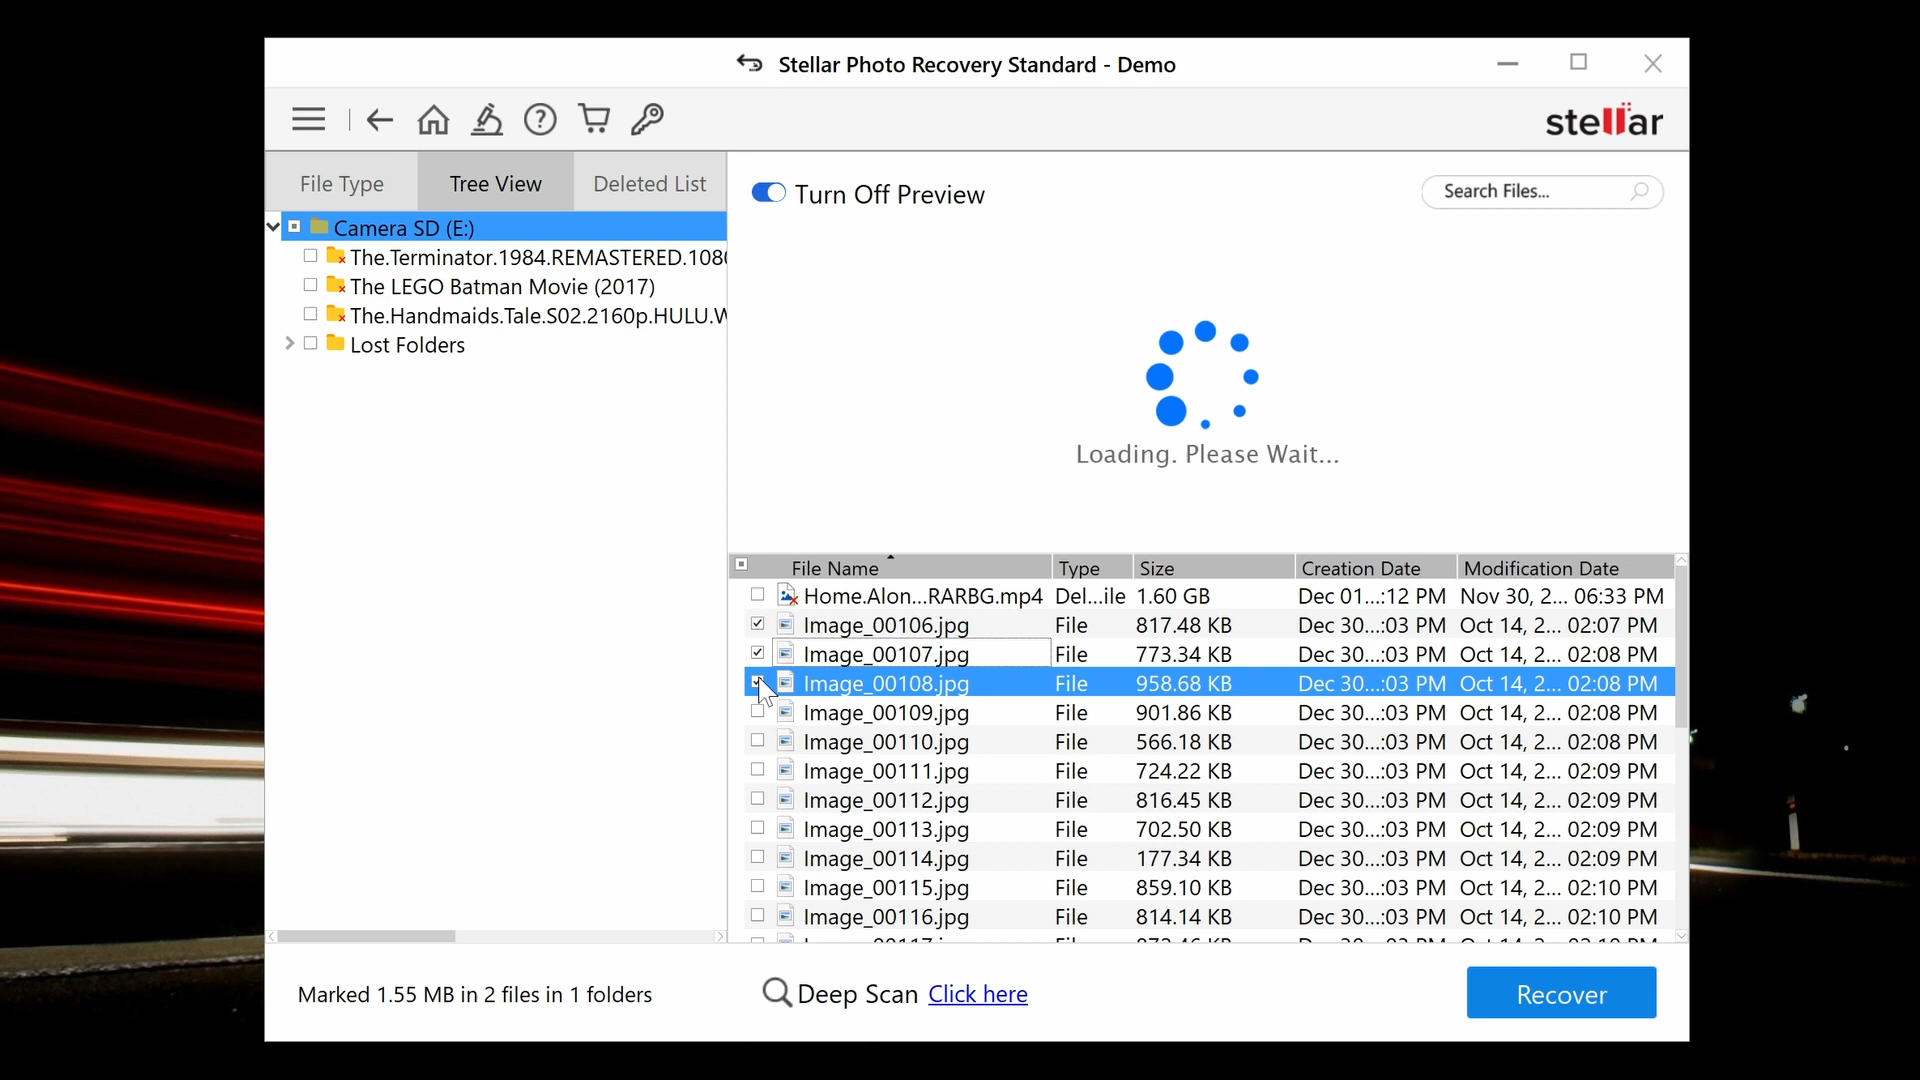 Stellar Photo Recovery Standard - Demo
stellar
File Type Tree View Deleted List
Turn Off Preview
Search Files...
Camera SD (E:)
The.Terminator.1984.REMASTERED.108
The LEGO Batman Movie (2017)
The.Handmaids.Tale.S02.2160p.HULU.W
Lost Folders
Loading. Please Wait...
File Name Type Size Creation Date Modification Date
Home.Alon...RARBG.mp4 Del...ile 1.60 GB Dec 01...:12 PM Nov 30, 2... 06:33 PM
Image_00106.jpg File 817.48 KB Dec 30...:03 PM Oct 14, 2... 02:07 PM
Image_00107.jpg File 773.34 KB Dec 30...:03 PM Oct 14, 2... 02:08 PM
Image_00108.jpg File 958.68 KB Dec 30...:03 PM Oct 14, 2... 02:08 PM
Image_00109.jpg File 901.86 KB Dec 30...:03 PM Oct 14, 2... 02:08 PM
Image_00110.jpg File 566.18 KB Dec 30...:03 PM Oct 14, 2... 02:08 PM
Image_00111.jpg File 724.22 KB Dec 30...:03 PM Oct 14, 2... 02:09 PM
Image_00112.jpg File 816.45 KB Dec 30...:03 PM Oct 14, 2... 02:09 PM
Image_00113.jpg File 702.50 KB Dec 30...:03 PM Oct 14, 2... 02:09 PM
Image_00114.jpg File 177.34 KB Dec 30...:03 PM Oct 14, 2... 02:09 PM
Image_00115.jpg File 859.10 KB Dec 30...:03 PM Oct 14, 2... 02:10 PM
Image_00116.jpg File 814.14 KB Dec 30...:03 PM Oct 14, 2... 02:10 PM
Marked 1.55 MB in 2 files in 1 folders
Deep Scan Click here
Recover